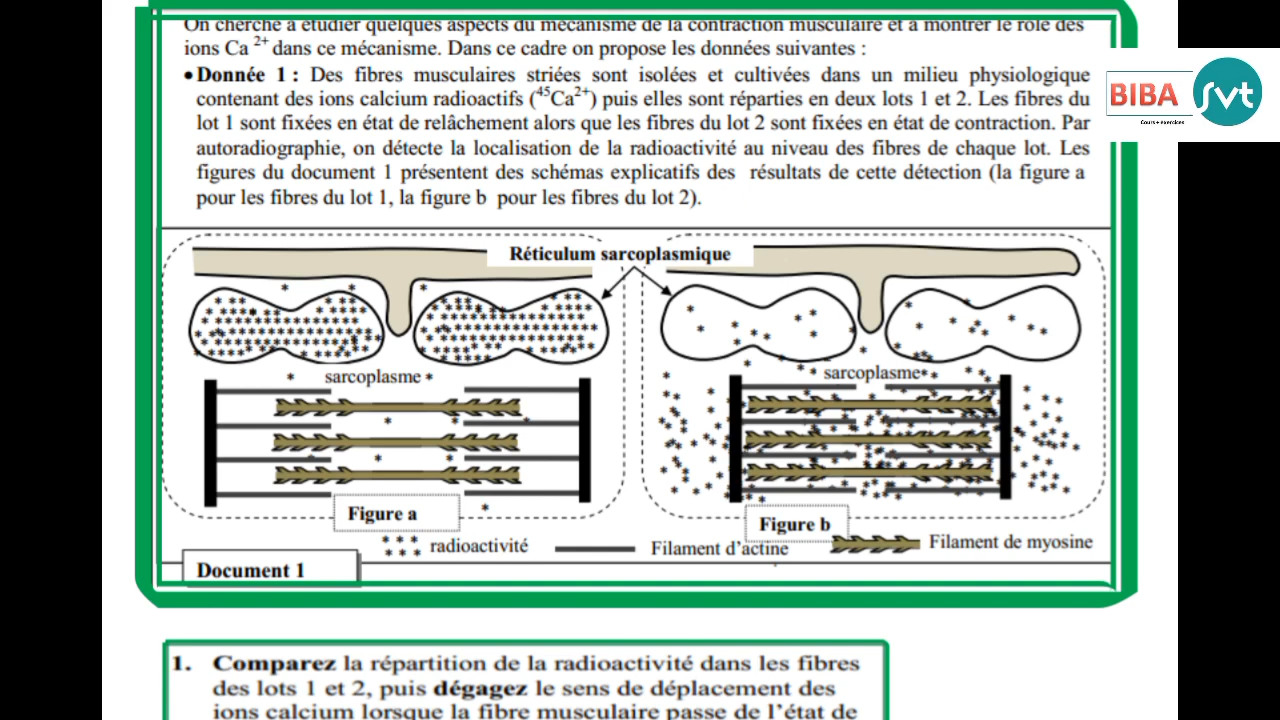 On cherche à étudier quelques aspects du mécanisme de la contraction musculaire et à montrer le rôle des
ions Ca 2+ dans ce mécanisme. Dans ce cadre on propose les données suivantes :
• Donnée 1 : Des fibres musculaires striées sont isolées et cultivées dans un milieu physiologique
contenant des ions calcium radioactifs (45Ca2+) puis elles sont réparties en deux lots 1 et 2. Les fibres du
lot 1 sont fixées en état de relâchement alors que les fibres du lot 2 sont fixées en état de contraction. Par
autoradiographie, on détecte la localisation de la radioactivité au niveau des fibres de chaque lot. Les
figures du document 1 présentent des schémas explicatifs des résultats de cette détection (la figure a
pour les fibres du lot 1, la figure b pour les fibres du lot 2).
BIBA svt
Cours + exercices
Réticulum sarcoplasmique
sarcoplasme
sarcoplasme
Figure a
Figure b
radioactivité
Filament d'actine
Filament de myosine
Document 1
1. Comparez la répartition de la radioactivité dans les fibres
des lots 1 et 2, puis dégagez le sens de déplacement des
ions calcium lorsque la fibre musculaire passe de l'état de